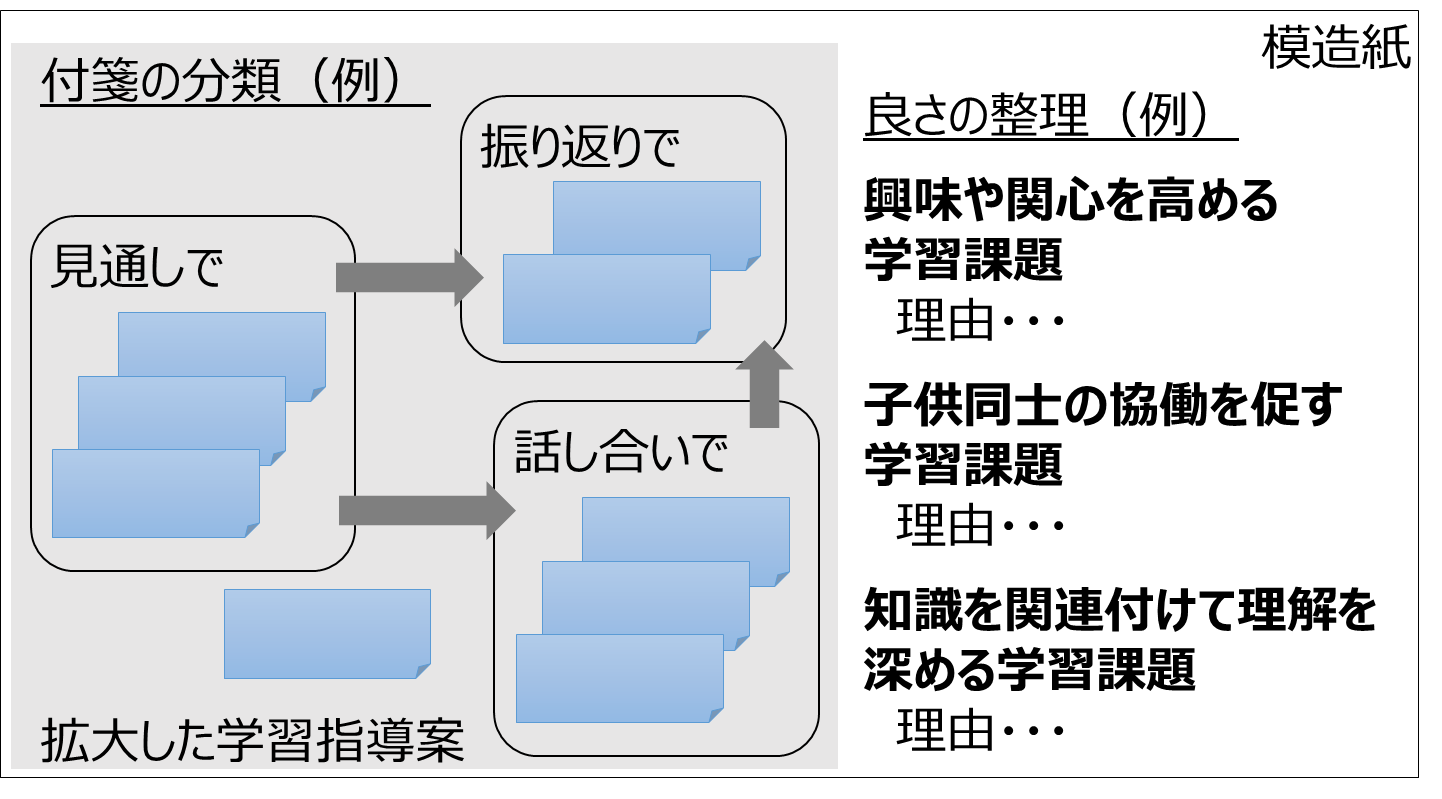 模造紙
付箋の分類（例）
振り返りで
見通しで
話し合いで
拡大した学習指導案
良さの整理（例）
興味や関心を高める
学習課題
理由・・・
子供同士の協働を促す
学習課題
理由・・・
知識を関連付けて理解を
深める学習課題
理由・・・